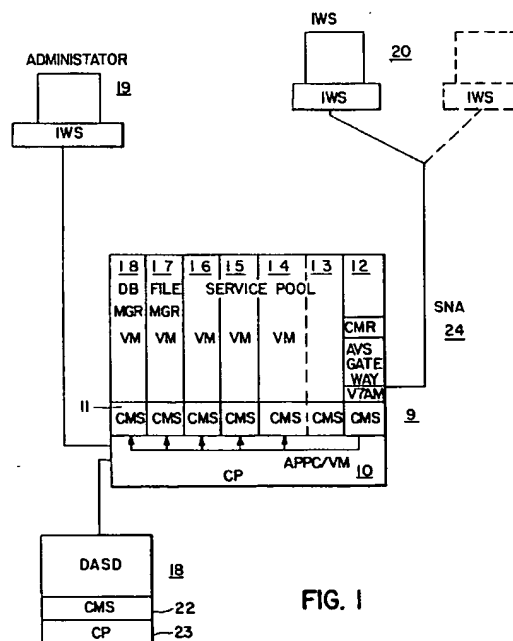 IWS
20
ADMINISTATOR
19
IWS
IWS
IWS
18 17 16 15 14 13 12
DB FILE SERVICE POOL
MGR MGR
VM VM VM VM VM
CMR
AVS
GATE
WAY
V7AM
SNA
24
11
CMS CMS CMS CMS CMS CMS CMS
9
APPC/VM
CP 10
DASD
18
CMS
22
CP
23
FIG. 1